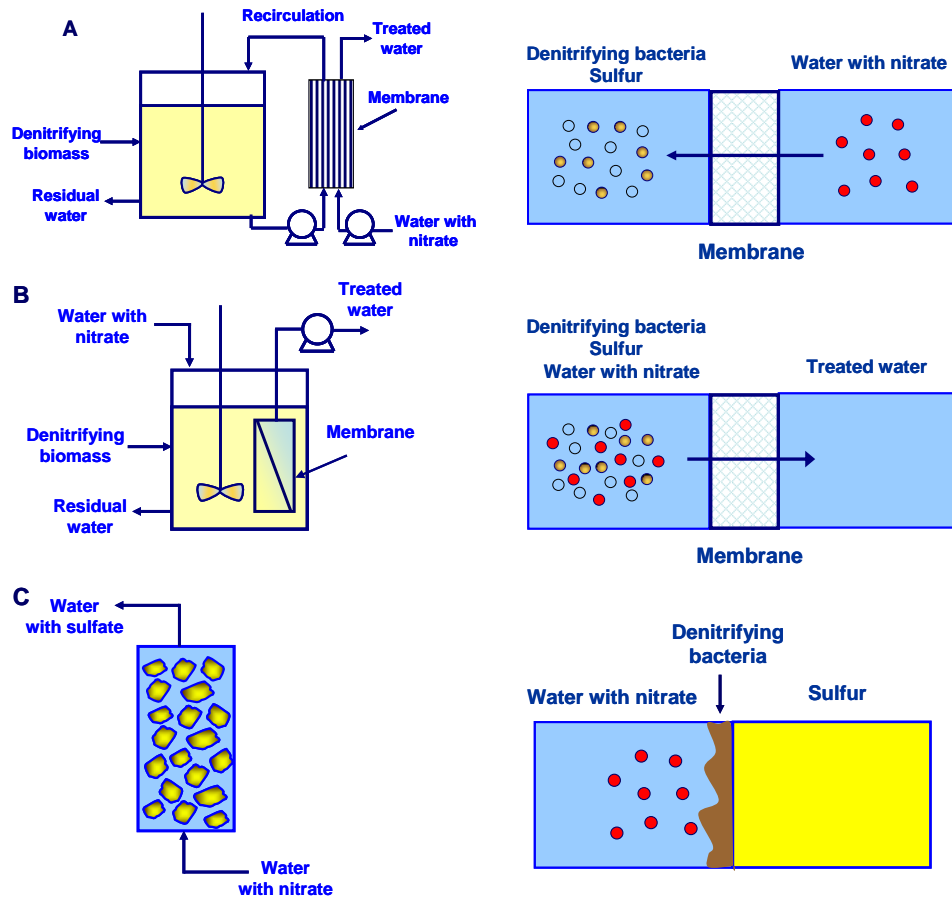 A
Recirculation
Treated
water
Membrane
Denitrifying
biomass
Residual
water
Water with
nitrate
Denitrifying bacteria
Sulfur
Water with nitrate
Membrane
B
Water with
nitrate
Treated
water
Denitrifying
biomass
Membrane
Residual
water
Denitrifying bacteria
Sulfur
Water with nitrate
Treated water
Membrane
C
Water
with sulfate
Water
with nitrate
Denitrifying
bacteria
Water with nitrate
Sulfur